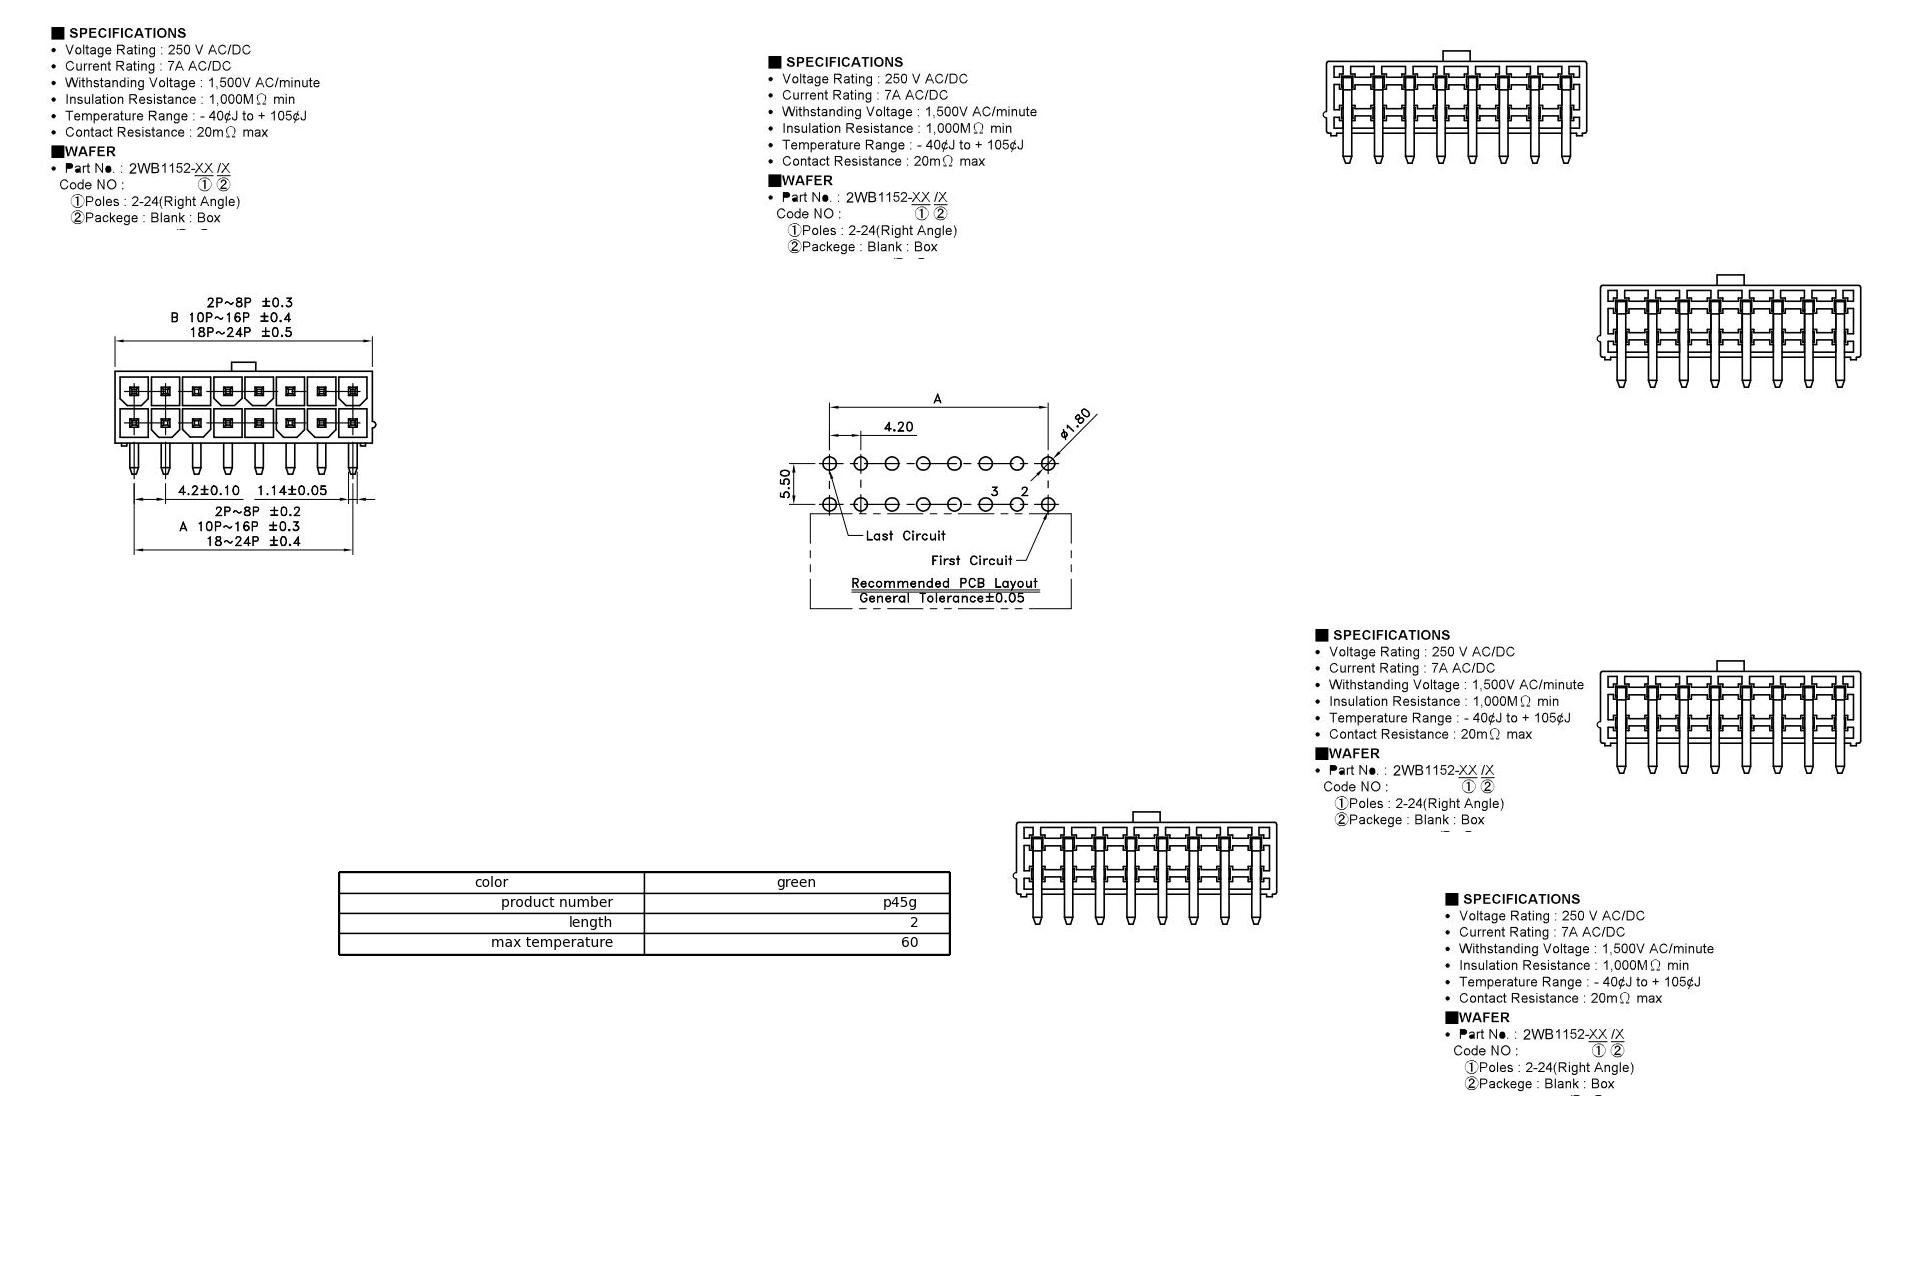 ■ SPECIFICATIONS
• Voltage Rating : 250 V AC/DC
• Current Rating : 7A AC/DC
• Withstanding Voltage : 1,500V AC/minute
• Insulation Resistance : 1,000MΩ min
• Temperature Range : - 40¢J to + 105¢J
• Contact Resistance : 20mΩ max
■WAFER
• Part No. : 2WB1152-XX /X
Code NO : ① ②
①Poles : 2-24(Right Angle)
②Packege : Blank : Box
■ SPECIFICATIONS
• Voltage Rating : 250 V AC/DC
• Current Rating : 7A AC/DC
• Withstanding Voltage : 1,500V AC/minute
• Insulation Resistance : 1,000MΩ min
• Temperature Range : - 40¢J to + 105¢J
• Contact Resistance : 20mΩ max
■WAFER
• Part No. : 2WB1152-XX /X
Code NO : ① ②
①Poles : 2-24(Right Angle)
②Packege : Blank : Box
2P~8P ±0.3
B 10P~16P ±0.4
18P~24P ±0.5
4.2±0.10 1.14±0.05
2P~8P ±0.2
A 10P~16P ±0.3
18~24P ±0.4
A
4.20
ø1.80
5.50
3 2
Last Circuit
First Circuit
Recommended PCB Layout
General Tolerance±0.05
■ SPECIFICATIONS
• Voltage Rating : 250 V AC/DC
• Current Rating : 7A AC/DC
• Withstanding Voltage : 1,500V AC/minute
• Insulation Resistance : 1,000MΩ min
• Temperature Range : - 40¢J to + 105¢J
• Contact Resistance : 20mΩ max
■WAFER
• Part No. : 2WB1152-XX /X
Code NO : ① ②
①Poles : 2-24(Right Angle)
②Packege : Blank : Box
color green
product number p45g
length 2
max temperature 60
■ SPECIFICATIONS
• Voltage Rating : 250 V AC/DC
• Current Rating : 7A AC/DC
• Withstanding Voltage : 1,500V AC/minute
• Insulation Resistance : 1,000MΩ min
• Temperature Range : - 40¢J to + 105¢J
• Contact Resistance : 20mΩ max
■WAFER
• Part No. : 2WB1152-XX /X
Code NO : ① ②
①Poles : 2-24(Right Angle)
②Packege : Blank : Box